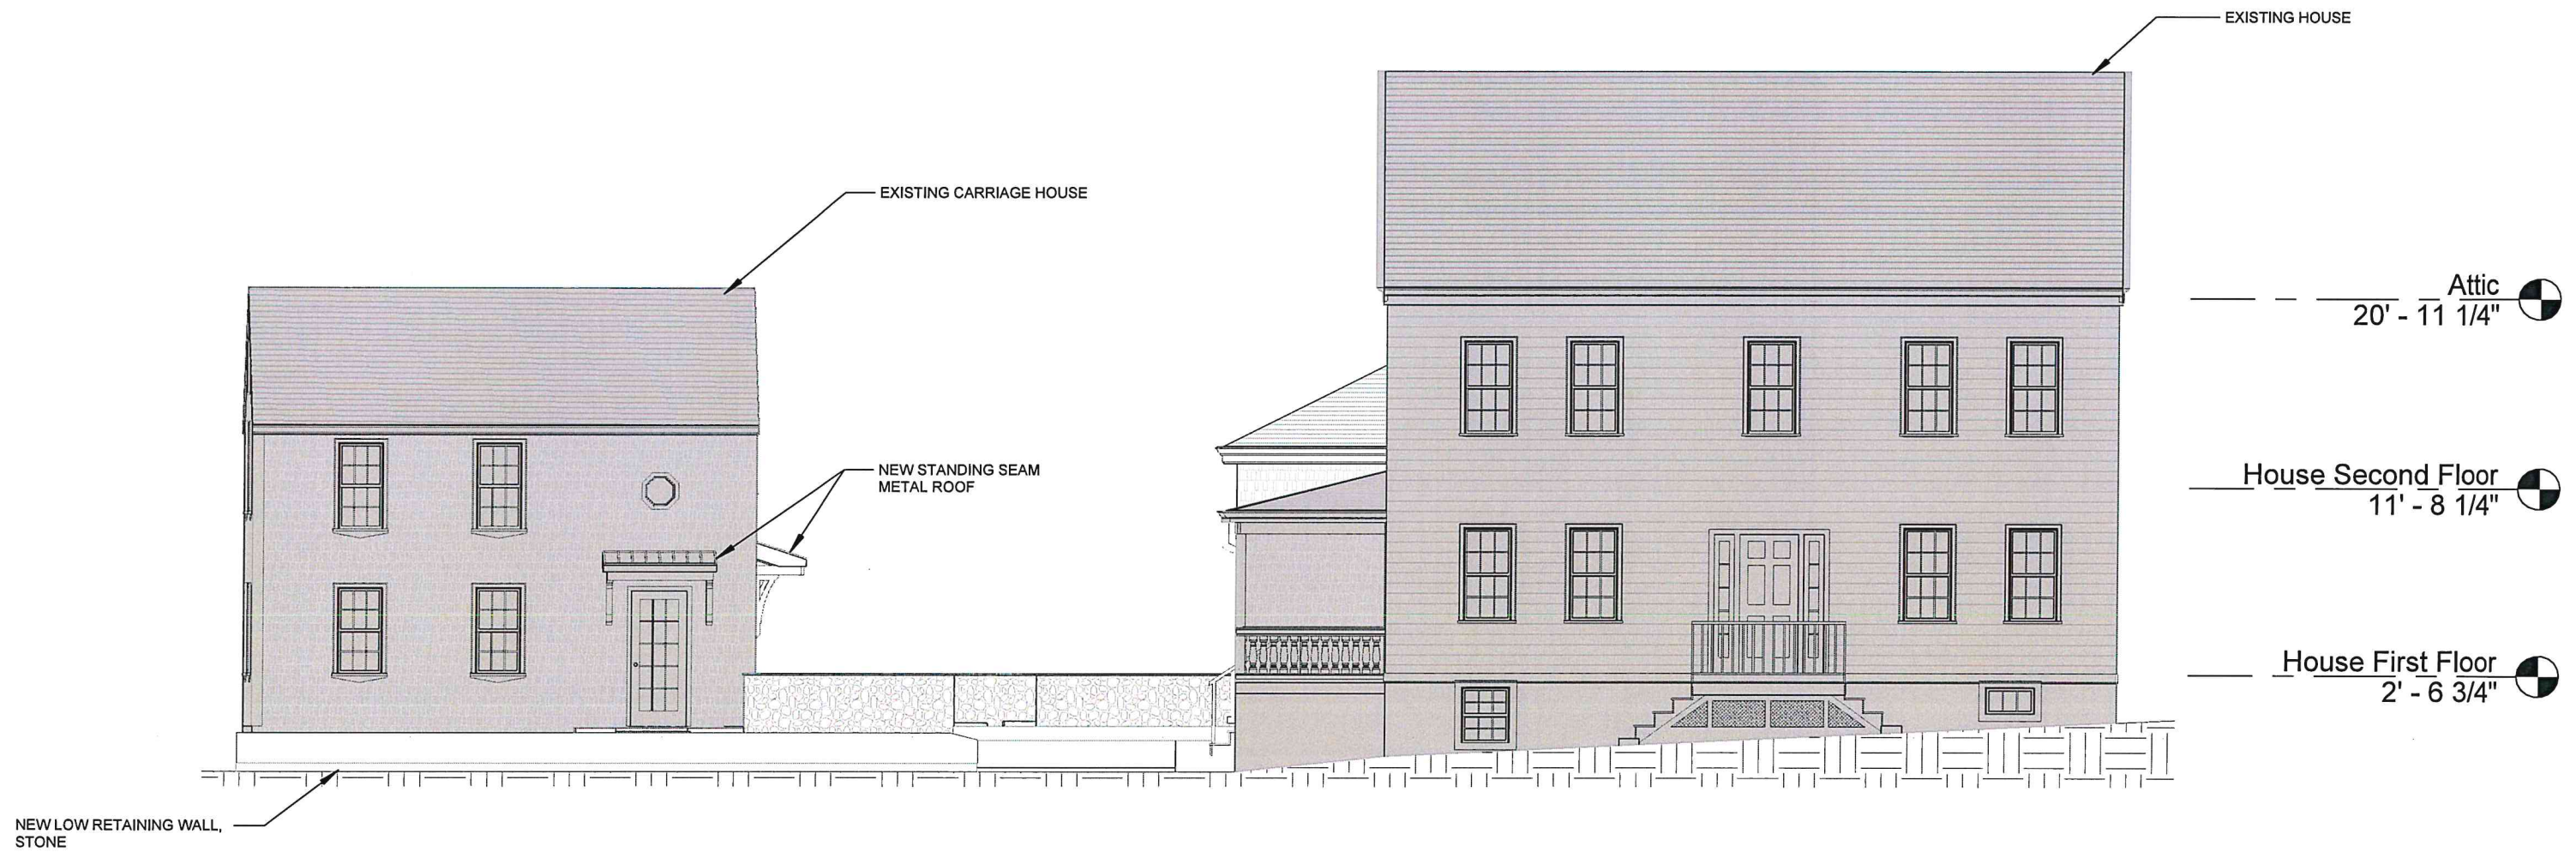 EXISTING HOUSE
EXISTING CARRIAGE HOUSE
Attic
20' - 11 1/4"
NEW STANDING SEAM
METAL ROOF
House Second Floor
11' - 8 1/4"
House First Floor
2' - 6 3/4"
NEW LOW RETAINING WALL,
STONE